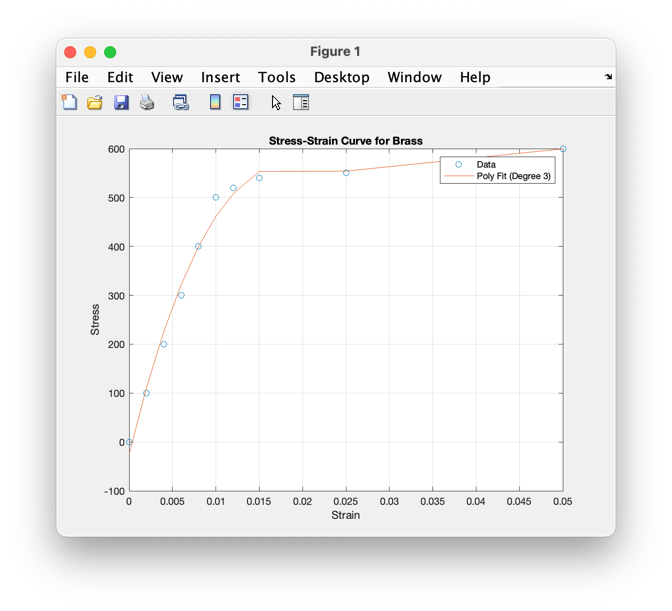 Figure 1
File Edit View Insert Tools Desktop Window Help
Stress-Strain Curve for Brass
600
500
400
300
200
100
0
-100
Stress
Data
Poly Fit (Degree 3)
0 0.005 0.01 0.015 0.02 0.025 0.03 0.035 0.04 0.045 0.05
Strain